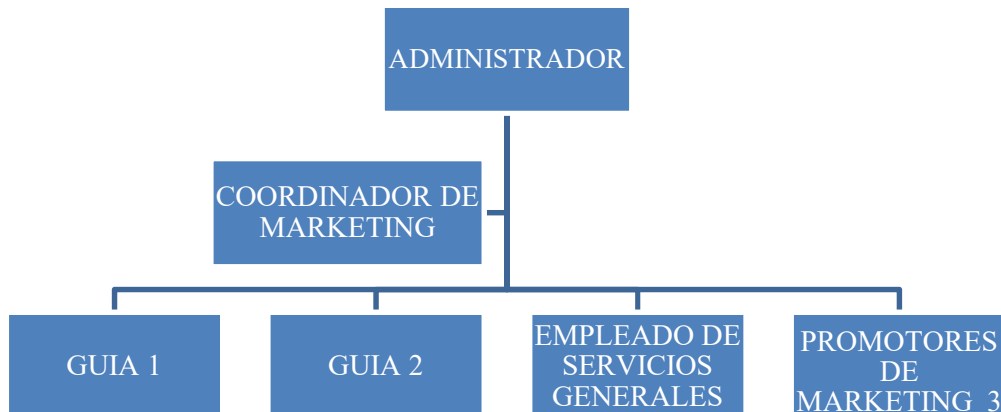 ADMINISTRADOR
COORDINADOR DE
MARKETING
GUIA 1
GUIA 2
EMPLEADO DE
SERVICIOS
GENERALES
PROMOTORES
DE
MARKETING 3